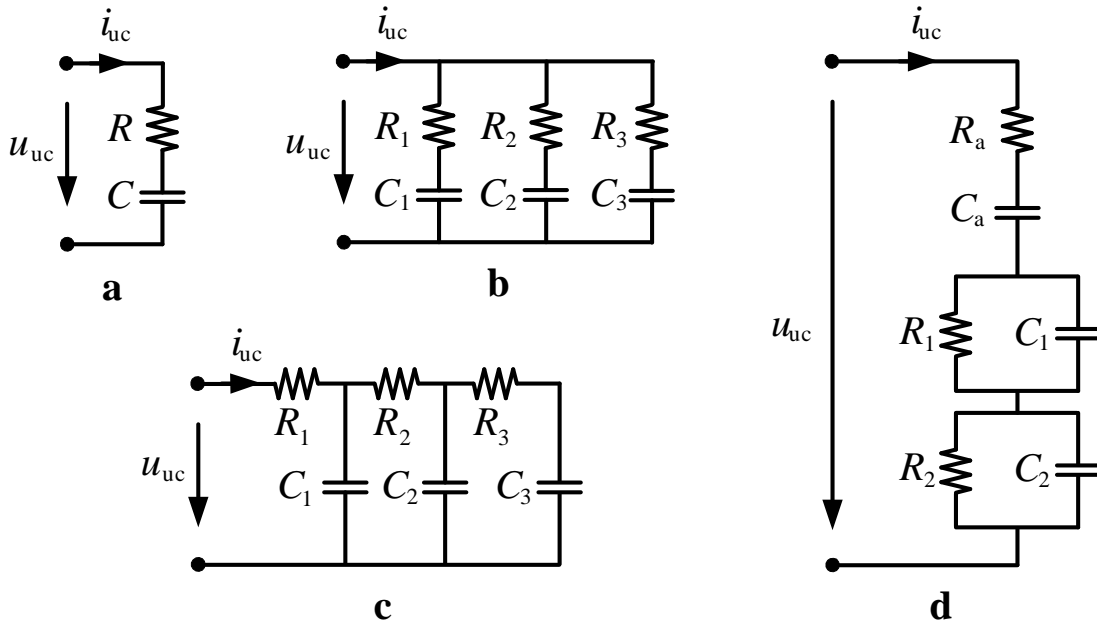 i_uc
u_uc
R
C
a
i_uc
u_uc
R_1
R_2
R_3
C_1
C_2
C_3
b
i_uc
u_uc
R_1
R_2
R_3
C_1
C_2
C_3
c
i_uc
u_uc
R_a
C_a
R_1
C_1
R_2
C_2
d